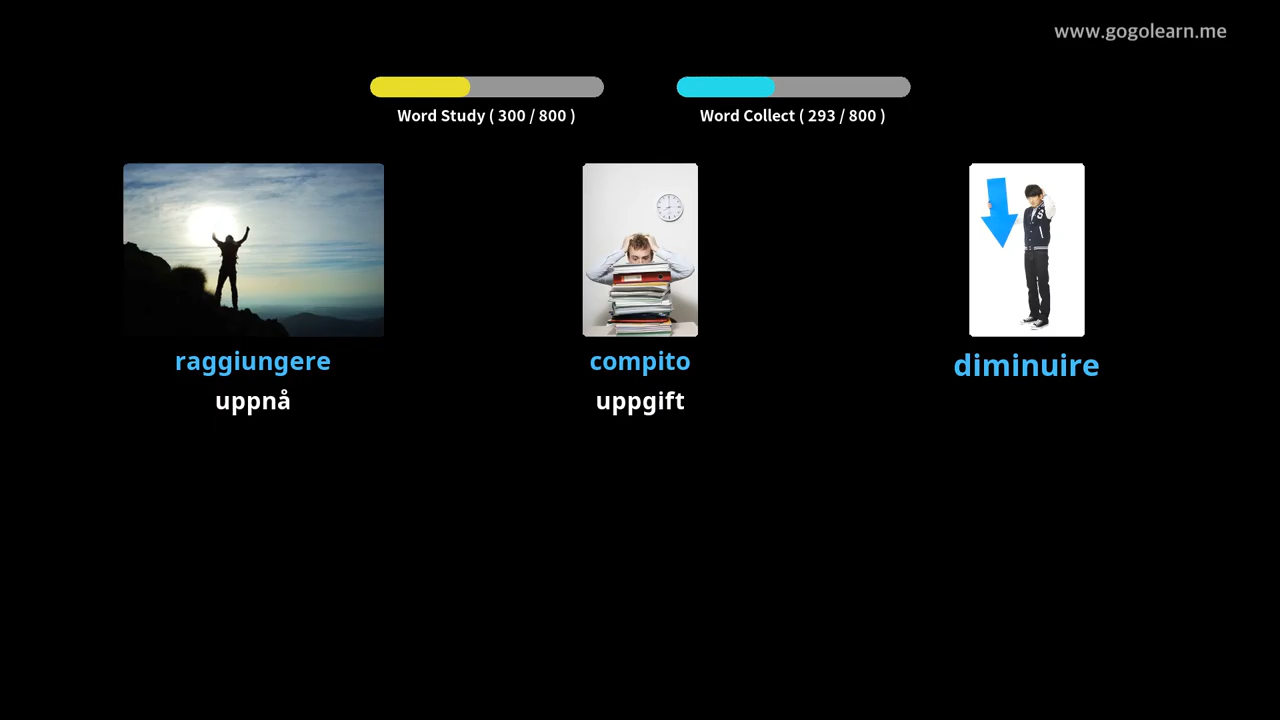 www.gogolearn.me
Word Study ( 300 / 800 )
Word Collect ( 293 / 800 )
raggiungere
uppnå
compito
uppgift
diminuire